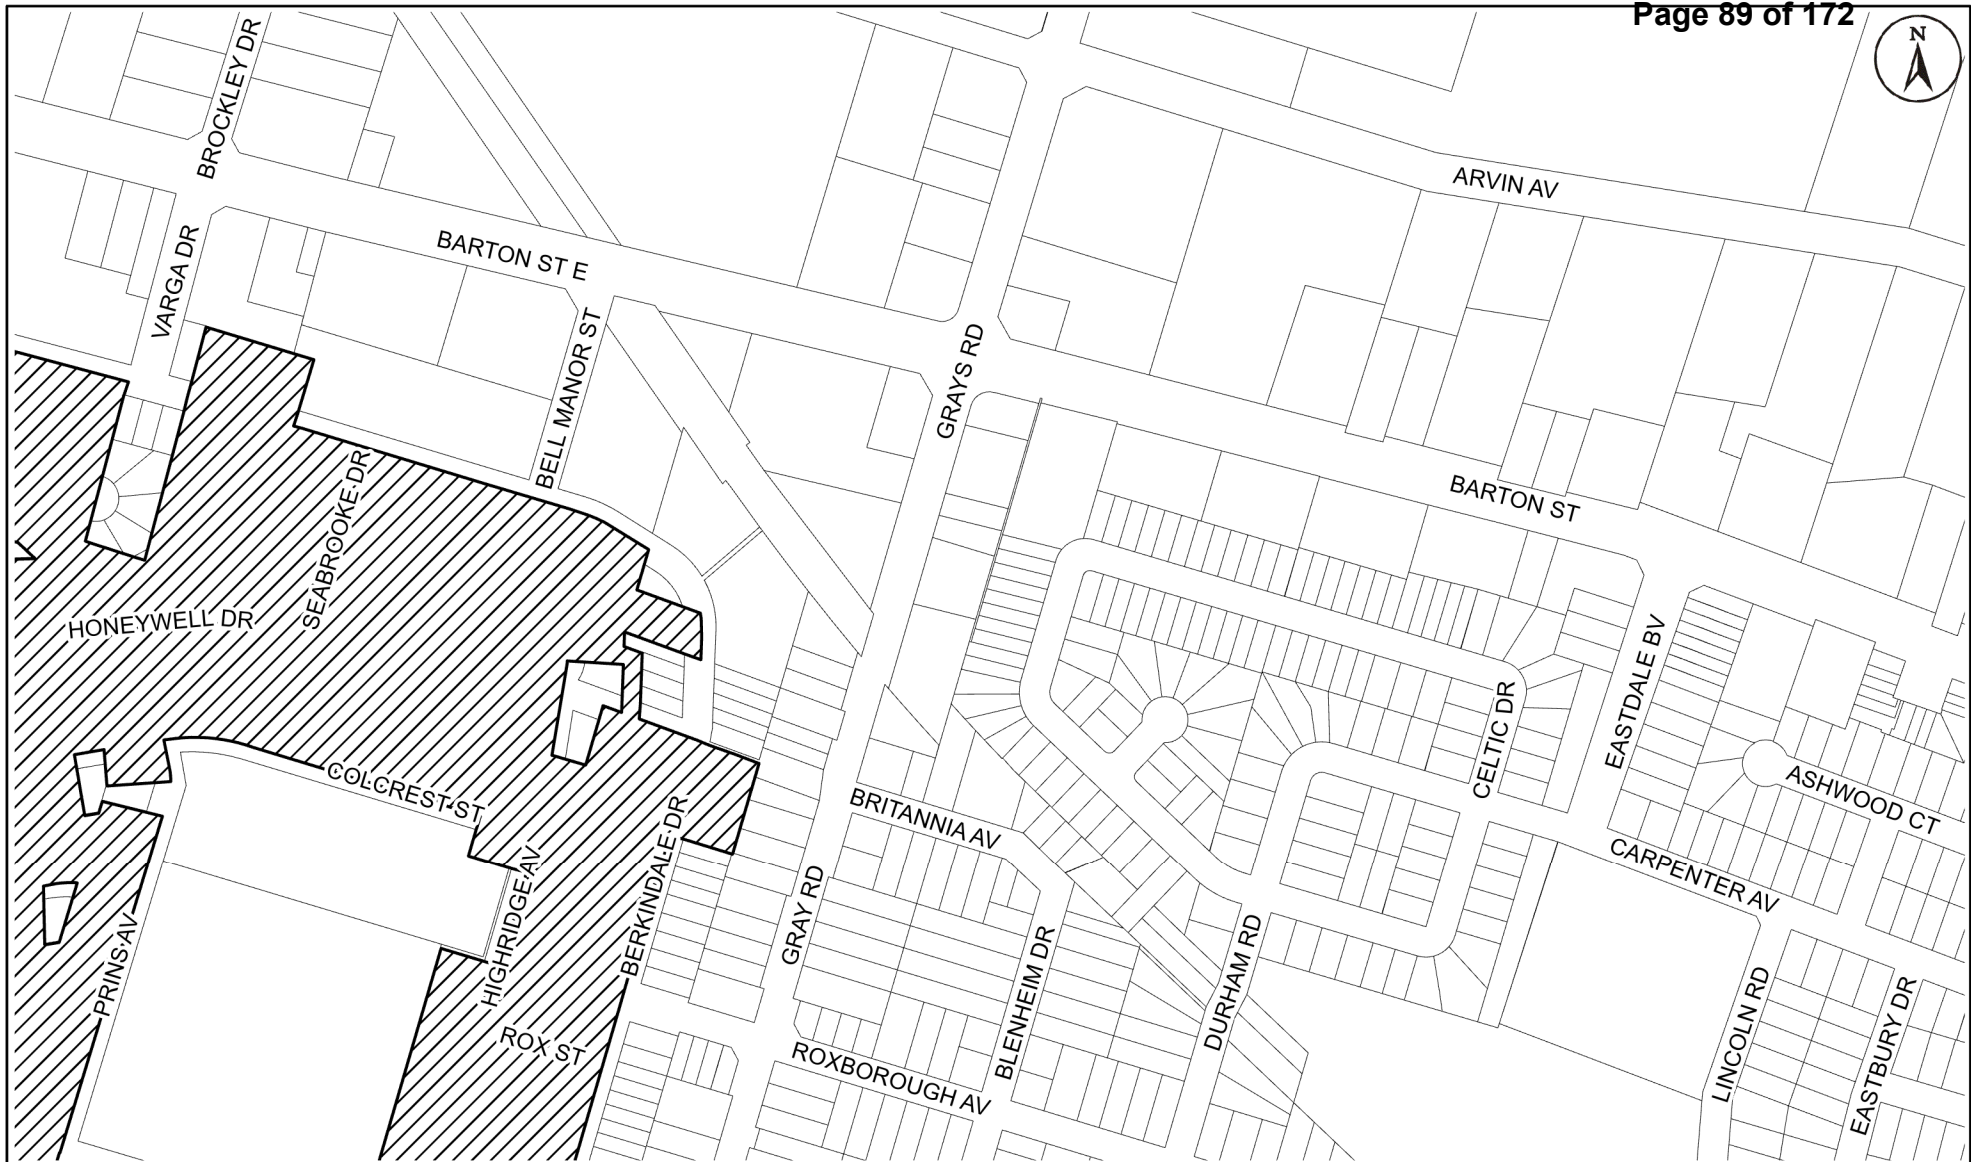 Page 89 of 172
N
BROCKLEY DR
ARVIN AV
BARTON ST E
VARGA DR
BELL MANOR ST
GRAYS RD
BARTON ST
SEABROOKE DR
HONEYWELL DR
EASTDALE BV
CELTIC DR
COLCREST ST
ASHWOOD CT
BRITANNIA AV
BERKINDALE DR
CARPENTER AV
HIGHRIDGE AV
GRAY RD
PRINS AV
BLENHEIM DR
DURHAM RD
LINCOLN RD
EASTBURY DR
ROX ST
ROXBOROUGH AV